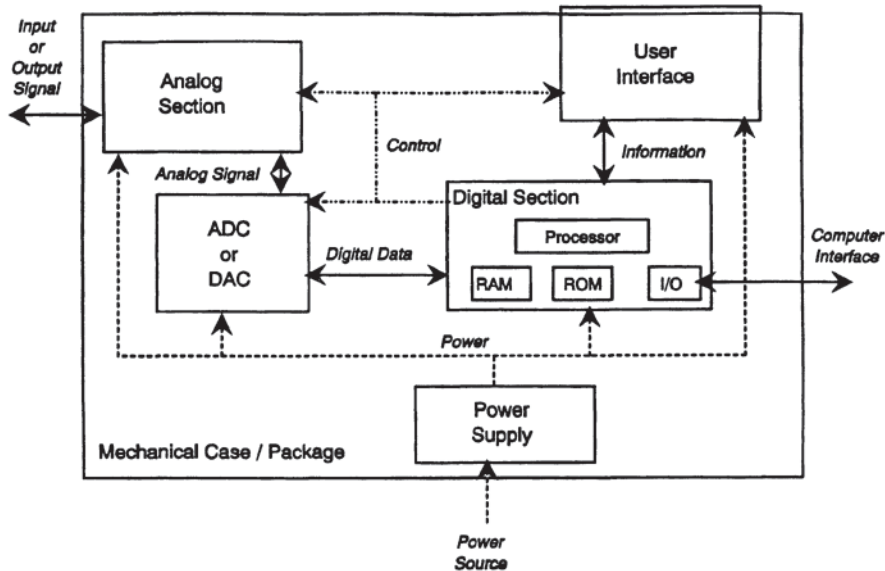 Input
or
Output
Signal
Analog
Section
User
Interface
Control
Information
Analog Signal
ADC
or
DAC
Digital Data
Digital Section
Processor
RAM
ROM
I/O
Computer
Interface
Power
Power
Supply
Mechanical Case / Package
Power
Source